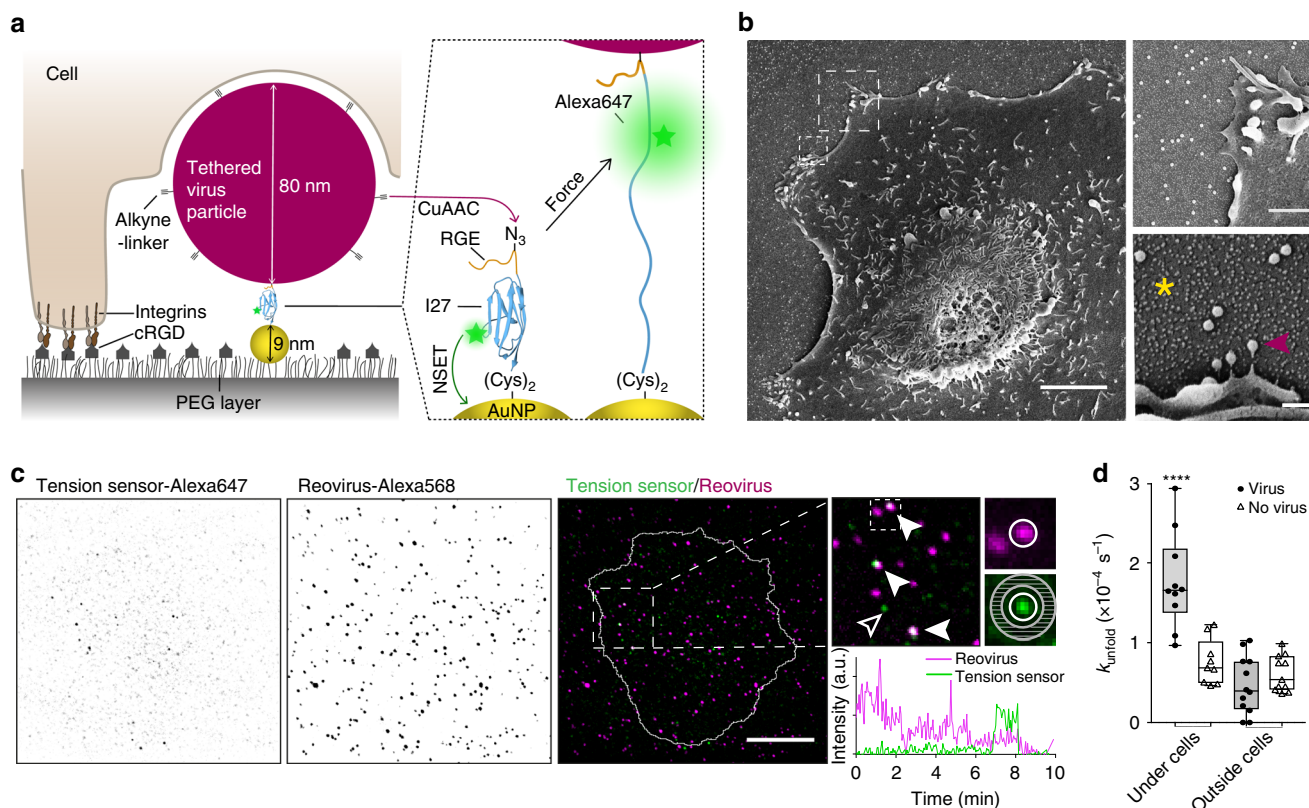 a
Cell
Tethered
virus
particle
80 nm
Alkyne
-linker
CuAAC
Integrins
cRGD
9 nm
PEG layer
Alexa647
Force
N3
RGE
I27
NSET
(Cys)2
(Cys)2
AuNP
b
*
c
Tension sensor-Alexa647
Reovirus-Alexa568
Tension sensor/Reovirus
Reovirus
Tension sensor
Intensity (a.u.)
0 2 4 6 8 10
Time (min)
d
****
Virus
No virus
kunfold (×10−4 s−1)
3
2
1
0
Under cells
Outside cells